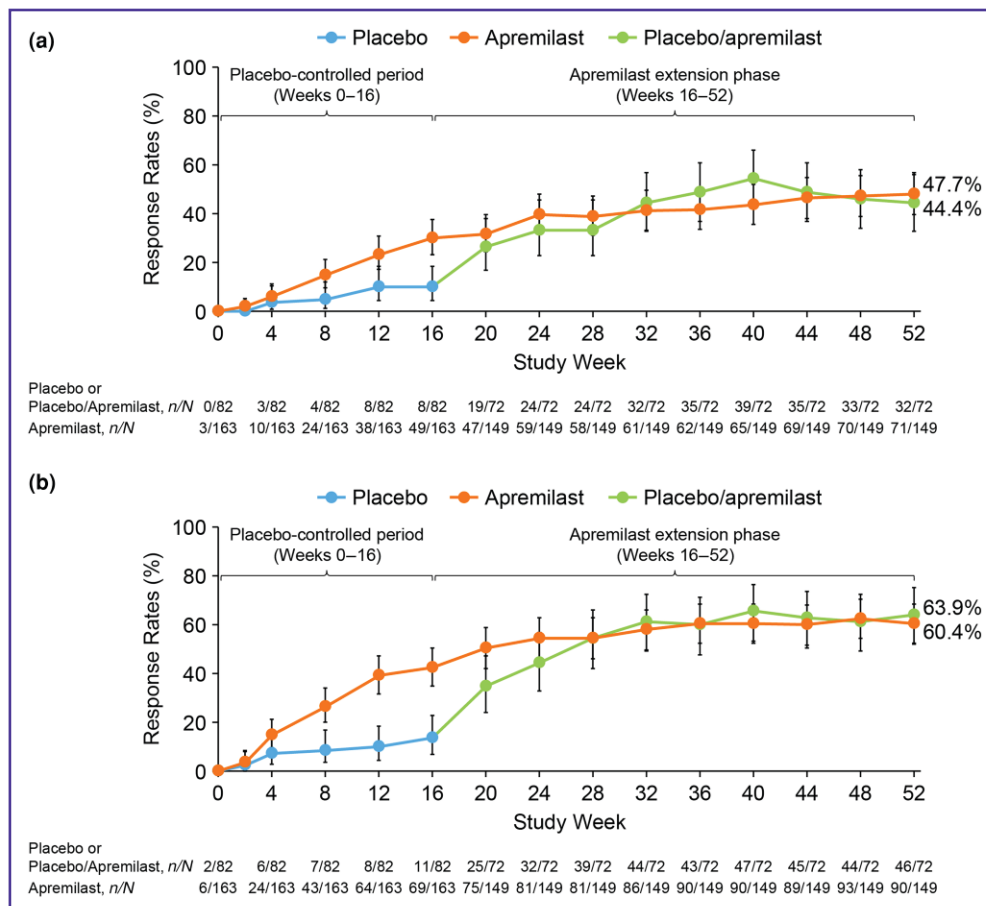 (a)
Placebo Apremilast Placebo/apremilast
Placebo-controlled period
(Weeks 0–16)
Apremilast extension phase
(Weeks 16–52)
Response Rates (%)
100
80
60
40
20
0
47.7%
44.4%
0 4 8 12 16 20 24 28 32 36 40 44 48 52
Study Week
Placebo or
Placebo/Apremilast, n/N 0/82 3/82 4/82 8/82 8/82 19/72 24/72 24/72 32/72 35/72 39/72 35/72 33/72 32/72
Apremilast, n/N 3/163 10/163 24/163 38/163 49/163 47/149 59/149 58/149 61/149 62/149 65/149 69/149 70/149 71/149
(b)
Placebo Apremilast Placebo/apremilast
Placebo-controlled period
(Weeks 0–16)
Apremilast extension phase
(Weeks 16–52)
Response Rates (%)
100
80
60
40
20
0
63.9%
60.4%
0 4 8 12 16 20 24 28 32 36 40 44 48 52
Study Week
Placebo or
Placebo/Apremilast, n/N 2/82 6/82 7/82 8/82 11/82 25/72 32/72 39/72 44/72 43/72 47/72 45/72 44/72 46/72
Apremilast, n/N 6/163 24/163 43/163 64/163 69/163 75/149 81/149 81/149 86/149 90/149 90/149 89/149 93/149 90/149